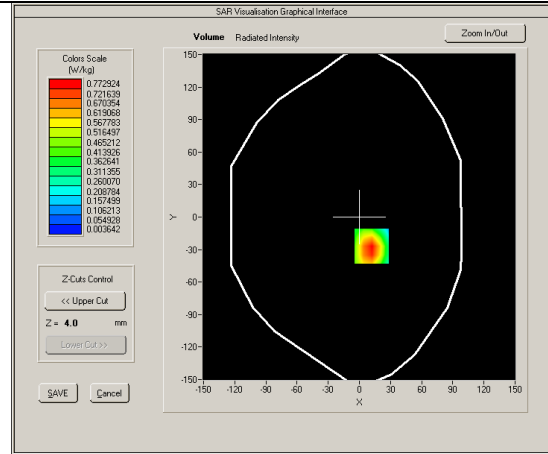 SAR Visualisation Graphical Interface
Volume Radiated Intensity
Zoom In/Out
Colors Scale
(W/kg)
0.772924
0.721639
0.670354
0.619068
0.567783
0.516497
0.465212
0.413926
0.362641
0.311355
0.260070
0.208784
0.157499
0.106213
0.054928
0.003642
Z-Cuts Control
<< Upper Cut
Z = 4.0 mm
Lower Cut >>
SAVE Cancel
150
120
90
60
30
0
-30
-60
-90
-120
-150
Y
-150 -120 -90 -60 -30 0 30 60 90 120 150
X